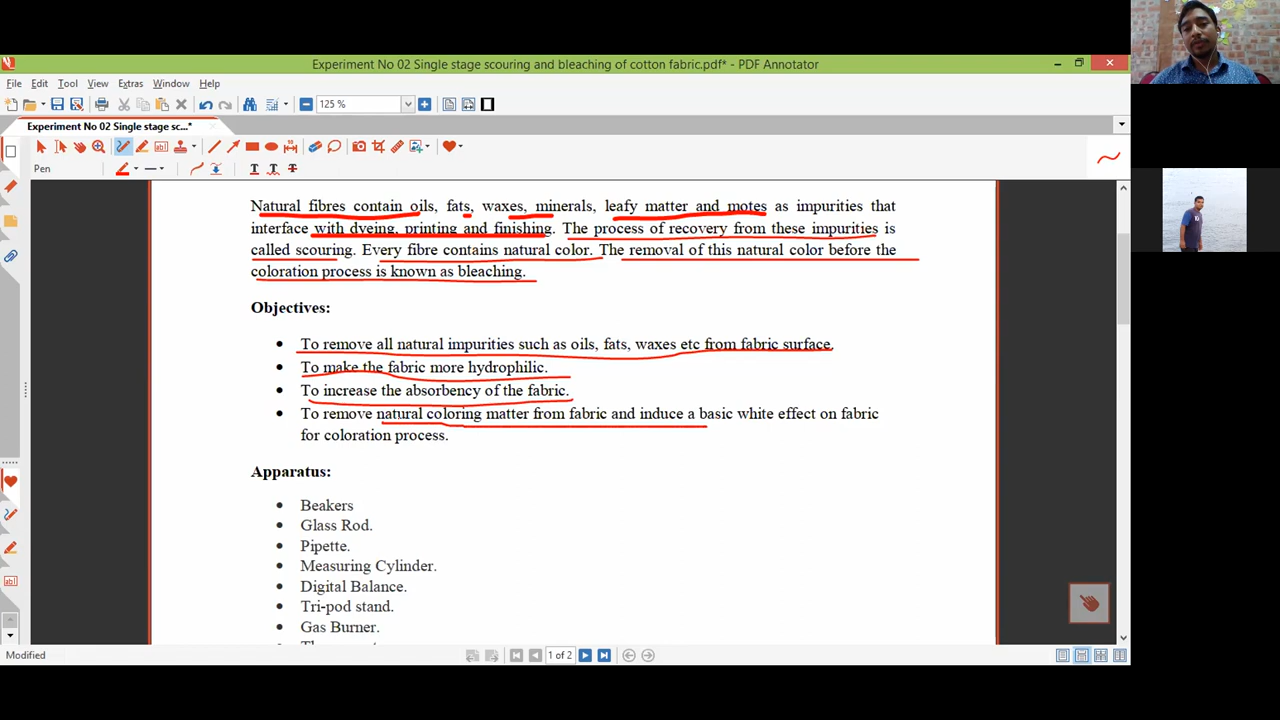 Experiment No 02 Single stage scouring and bleaching of cotton fabric.pdf* - PDF Annotator
File Edit Tool View Extras Window Help
125 %
Experiment No 02 Single stage sc...*
Pen
Natural fibres contain oils, fats, waxes, minerals, leafy matter and motes as impurities that
interface with dyeing, printing and finishing. The process of recovery from these impurities is
called scouring. Every fibre contains natural color. The removal of this natural color before the
coloration process is known as bleaching.
Objectives:
• To remove all natural impurities such as oils, fats, waxes etc from fabric surface.
• To make the fabric more hydrophilic.
• To increase the absorbency of the fabric.
• To remove natural coloring matter from fabric and induce a basic white effect on fabric
for coloration process.
Apparatus:
• Beakers
• Glass Rod.
• Pipette.
• Measuring Cylinder.
• Digital Balance.
• Tri-pod stand.
• Gas Burner.
Modified
1 of 2